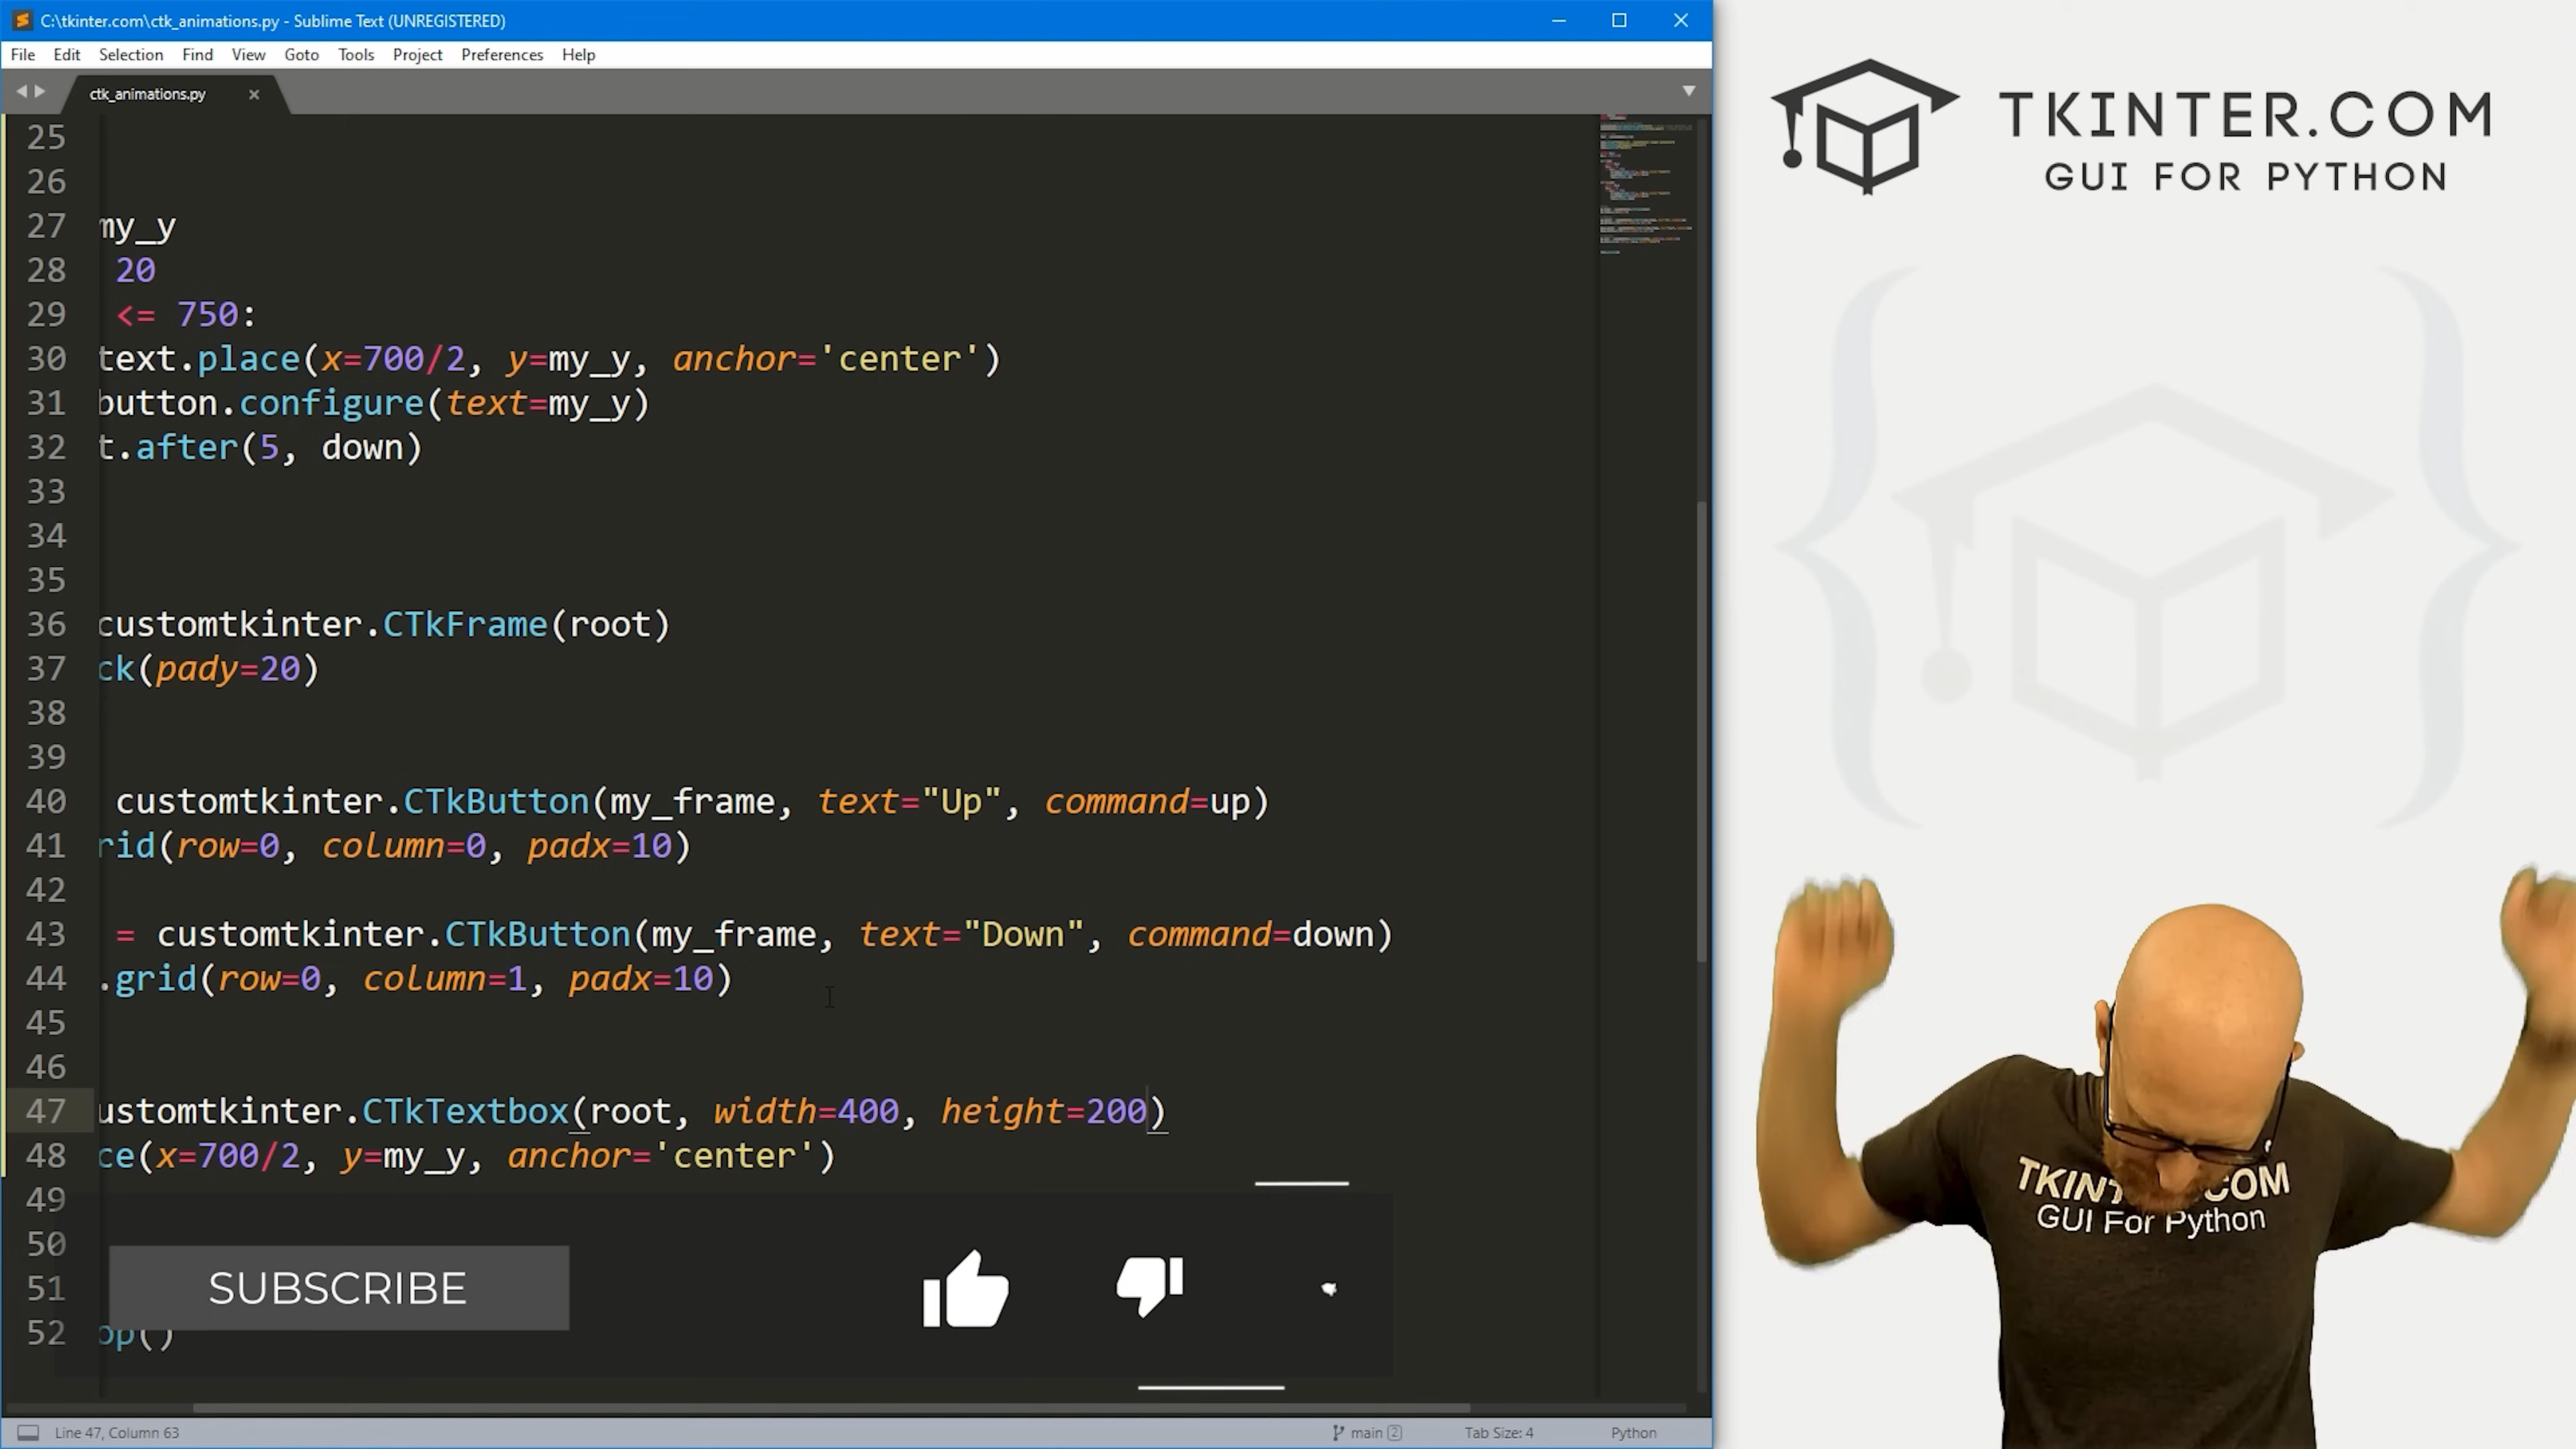 C:\tkinter.com\ctk_animations.py - Sublime Text (UNREGISTERED)
File Edit Selection Find View Goto Tools Project Preferences Help
ctk_animations.py
25
26
27 my_y
28 20
29 <= 750:
30 text.place(x=700/2, y=my_y, anchor='center')
31 button.configure(text=my_y)
32 t.after(5, down)
33
34
35
36 customtkinter.CTkFrame(root)
37 ck(pady=20)
38
39
40 customtkinter.CTkButton(my_frame, text="Up", command=up)
41 rid(row=0, column=0, padx=10)
42
43 = customtkinter.CTkButton(my_frame, text="Down", command=down)
44 .grid(row=0, column=1, padx=10)
45
46
47 ustomtkinter.CTkTextbox(root, width=400, height=200)
48 ce(x=700/2, y=my_y, anchor='center')
49
50
51
52 op()
SUBSCRIBE
Line 47, Column 63
main 2
Tab Size: 4
Python
TKINTER.COM
GUI FOR PYTHON
GUI For Python